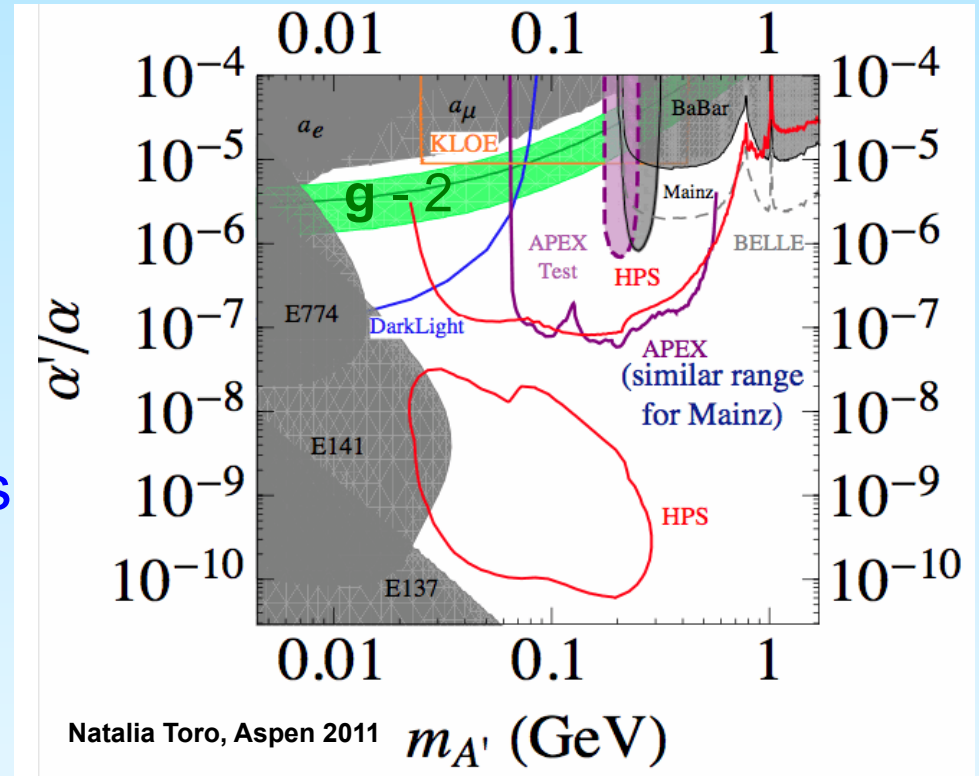 0.01 0.1 1
10⁻⁴ 10⁻⁴
a_e a_μ BaBar
KLOE
10⁻⁵ 10⁻⁵
g - 2 Mainz
10⁻⁶ 10⁻⁶
APEX
Test
BELLE
HPS
E774
10⁻⁷ 10⁻⁷
DarkLight
α'/α
APEX
(similar range
for Mainz)
10⁻⁸ 10⁻⁸
E141
s
10⁻⁹ 10⁻⁹
HPS
10⁻¹⁰ 10⁻¹⁰
E137
0.01 0.1 1
Natalia Toro, Aspen 2011
m_A' (GeV)